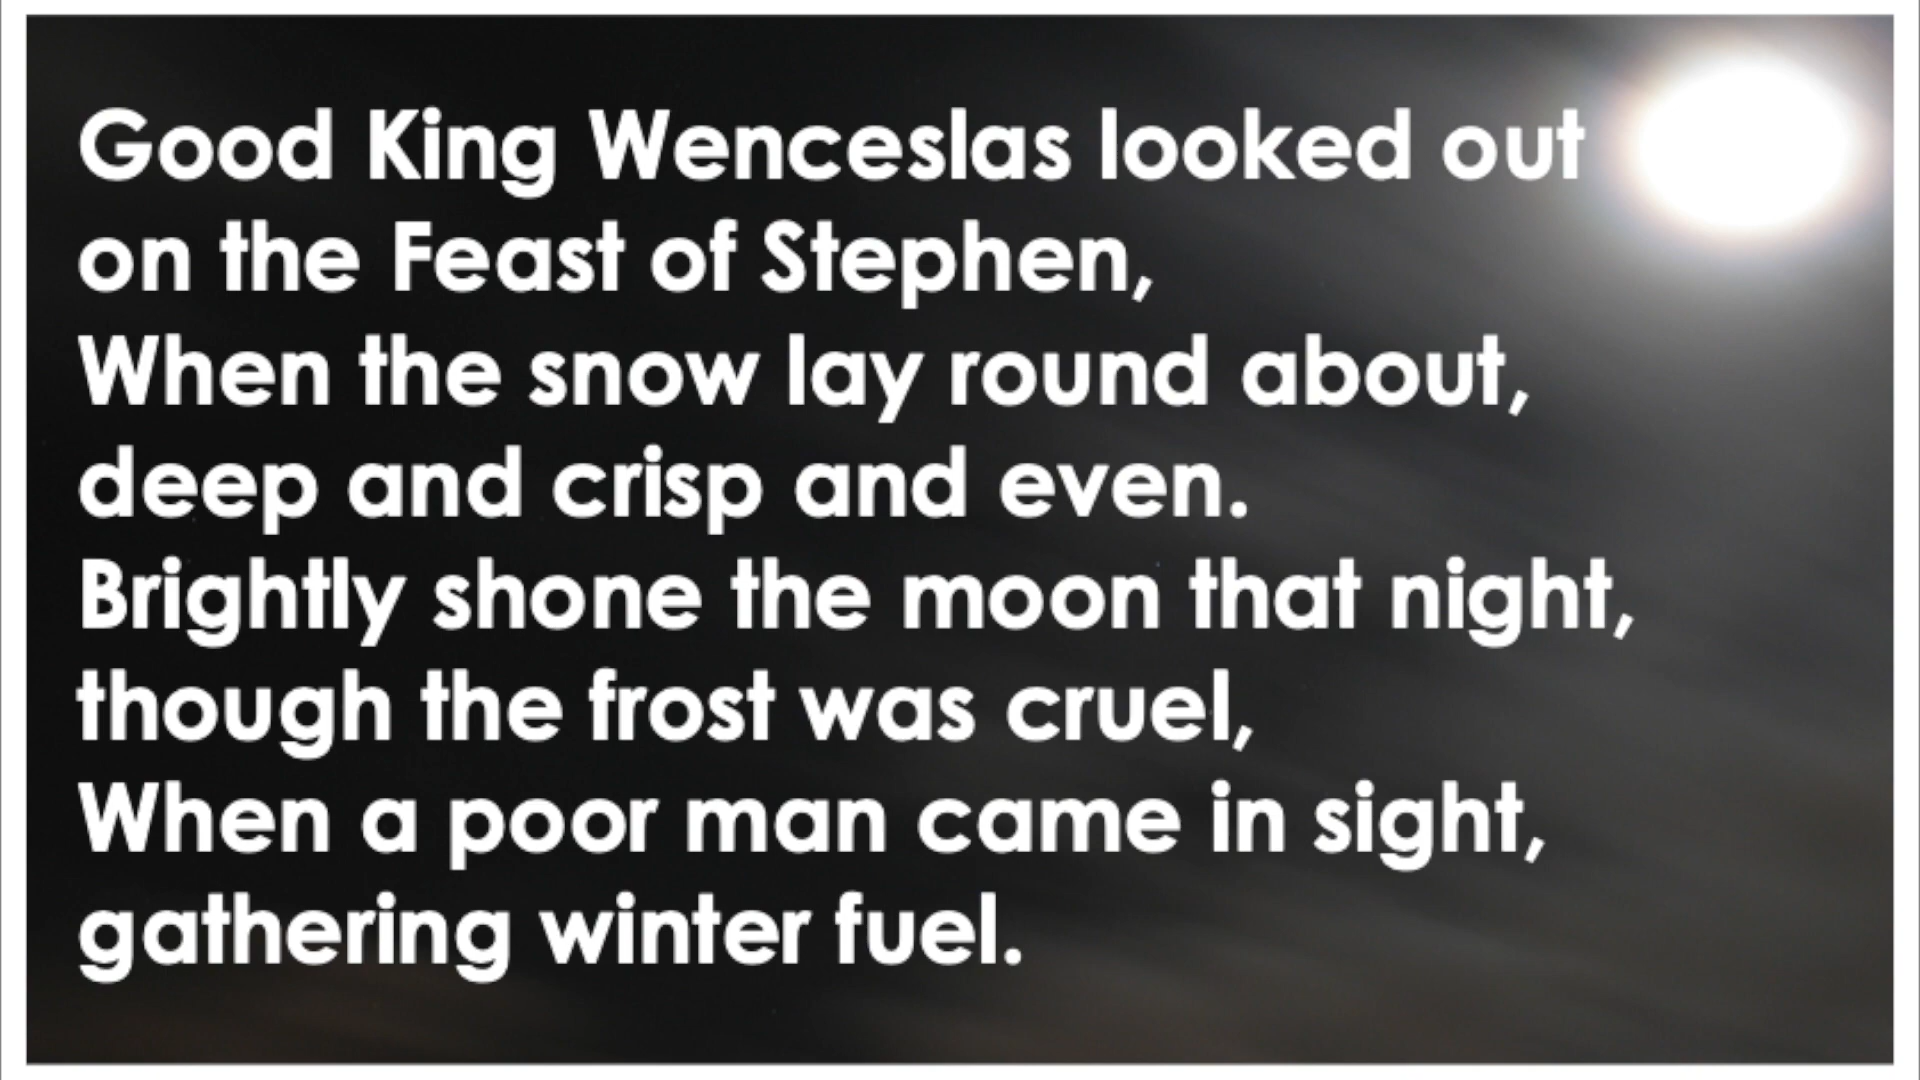 Good King Wenceslas looked out
on the Feast of Stephen,
When the snow lay round about,
deep and crisp and even.
Brightly shone the moon that night,
though the frost was cruel,
When a poor man came in sight,
gathering winter fuel.